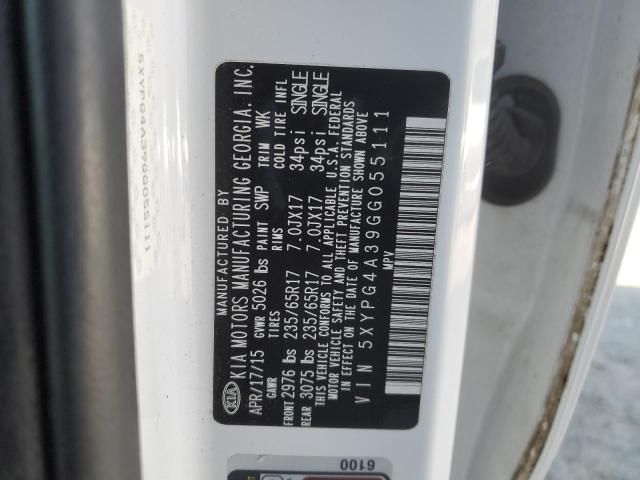 MANUFACTURED BY
KIA KIA MOTORS MANUFACTURING GEORGIA. INC.
APR/17/15 GVWR 5026 lbs PAINT SWP TRIM WK
GAWR TIRES RIMS COLD TIRE INFL
FRONT 2976 lbs 235/65R17 7.0JX17 34psi SINGLE
REAR 3075 lbs 235/65R17 7.0JX17 34psi SINGLE
THIS VEHICLE CONFORMS TO ALL APPLICABLE U.S.A. FEDERAL
MOTOR VEHICLE SAFETY AND THEFT PREVENTION STANDARDS
IN EFFECT ON THE DATE OF MANUFACTURE SHOWN ABOVE
VIN 5XYPG4A39GG055111
MPV
5XYPG4A39GG055111
6100